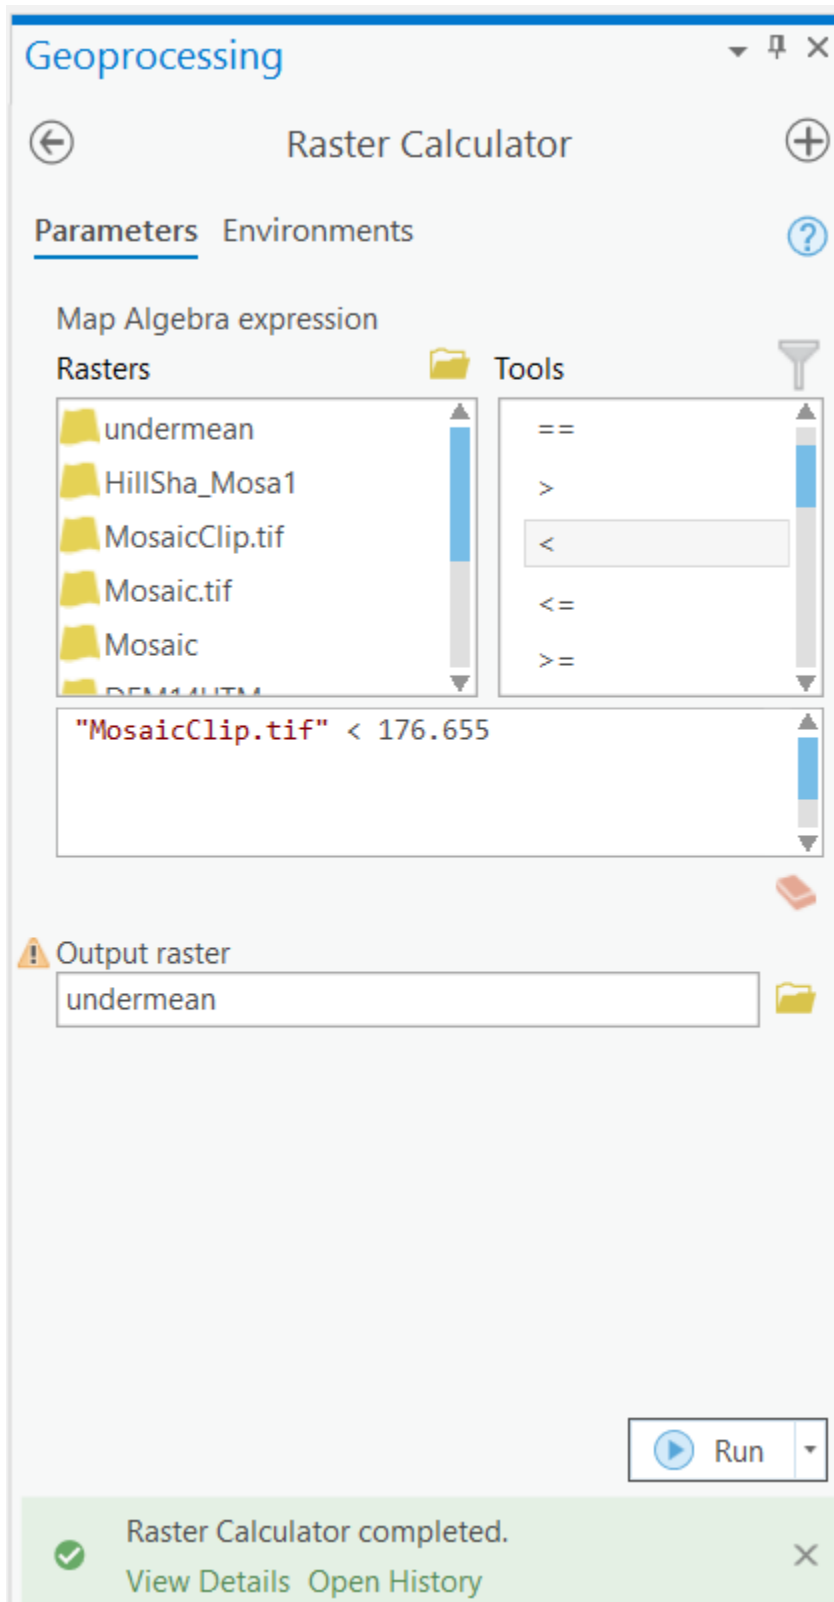 Geoprocessing
Raster Calculator
Parameters Environments
Map Algebra expression
Rasters
Tools
undermean
HillSha_Mosa1
MosaicClip.tif
Mosaic.tif
Mosaic
==
>
<
<=
>=
"MosaicClip.tif" < 176.655
Output raster
undermean
Run
Raster Calculator completed.
View Details Open History